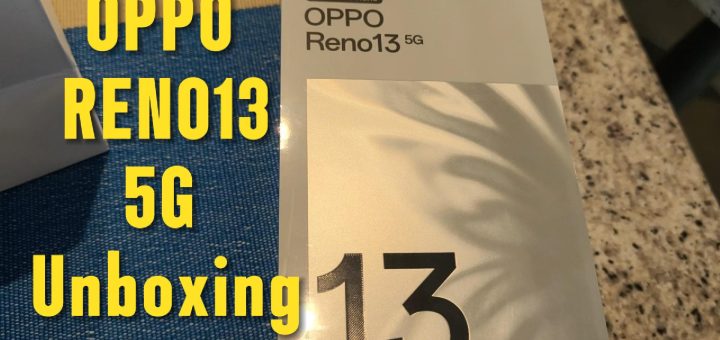 OPPO
RENO13
5G
Unboxing
OPPO
Reno13 5G
13